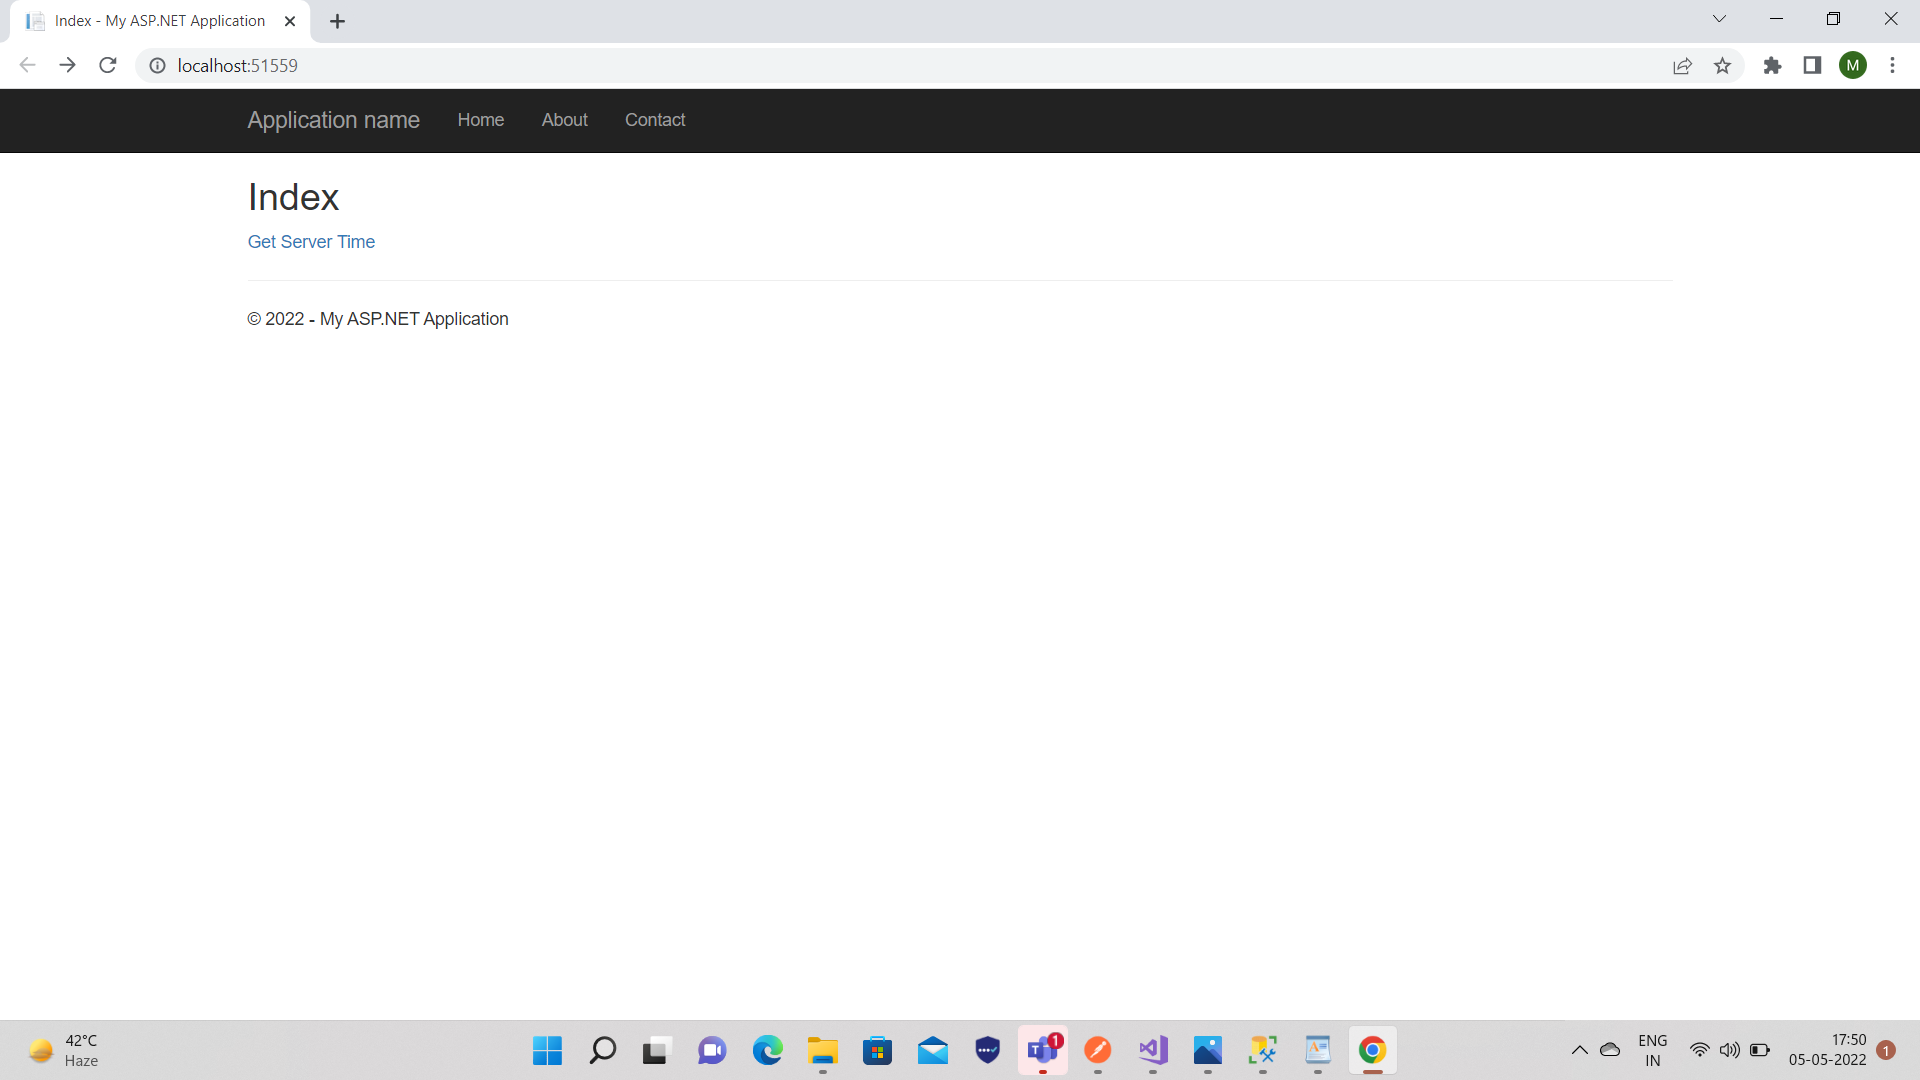 Index - My ASP.NET Application
localhost:51559
M
Application name Home About Contact
Index
Get Server Time
© 2022 - My ASP.NET Application
42°C
Haze
1
ENG
IN
17:50
05-05-2022
1